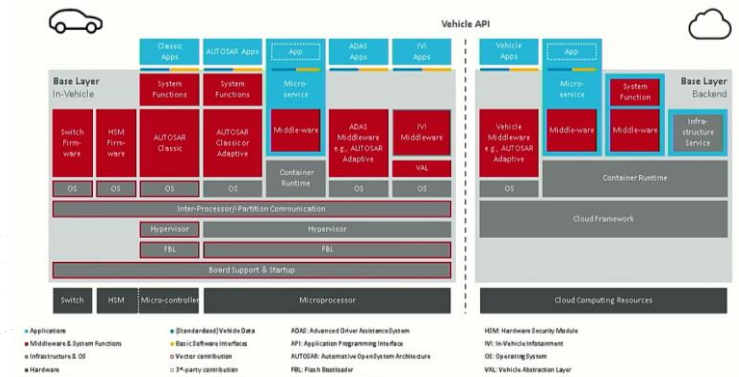 Vehicle API
Classic Apps
AUTOSAR Apps
App
ADAS Apps
IVI Apps
Vehicle Apps
App
Base Layer
In-Vehicle
System Functions
System Functions
Micro-service
Micro-service
System Function
Base Layer
Backend
Switch Firm-ware
HSM Firm-ware
AUTOSAR Classic
AUTOSAR Classic or Adaptive
Middle-ware
ADAS Middleware e.g., AUTOSAR Adaptive
IVI Middleware
Vehicle Middleware e.g., AUTOSAR Adaptive
Middle-ware
Middle-ware
Infra-structure Service
VAL
Container Runtime
Container Runtime
OS
OS
OS
OS
OS
OS
OS
Inter-Processor/-Partition Communication
Cloud Framework
Hypervisor
Hypervisor
FBL
FBL
Board Support & Startup
Switch
HSM
Micro-controller
Microprocessor
Cloud Computing Resources
Applications
(Standardized) Vehicle Data
ADAS: Advanced Driver Assistance System
HSM: Hardware Security Module
Middleware & System Functions
Basic Software Interfaces
API: Application Programming Interface
IVI: In-Vehicle Infotainment
Infrastructure & OS
Vector contribution
AUTOSAR: Automotive Open System Architecture
OS: Operating System
Hardware
3rd-party contribution
FBL: Flash Bootloader
VAL: Vehicle Abstraction Layer